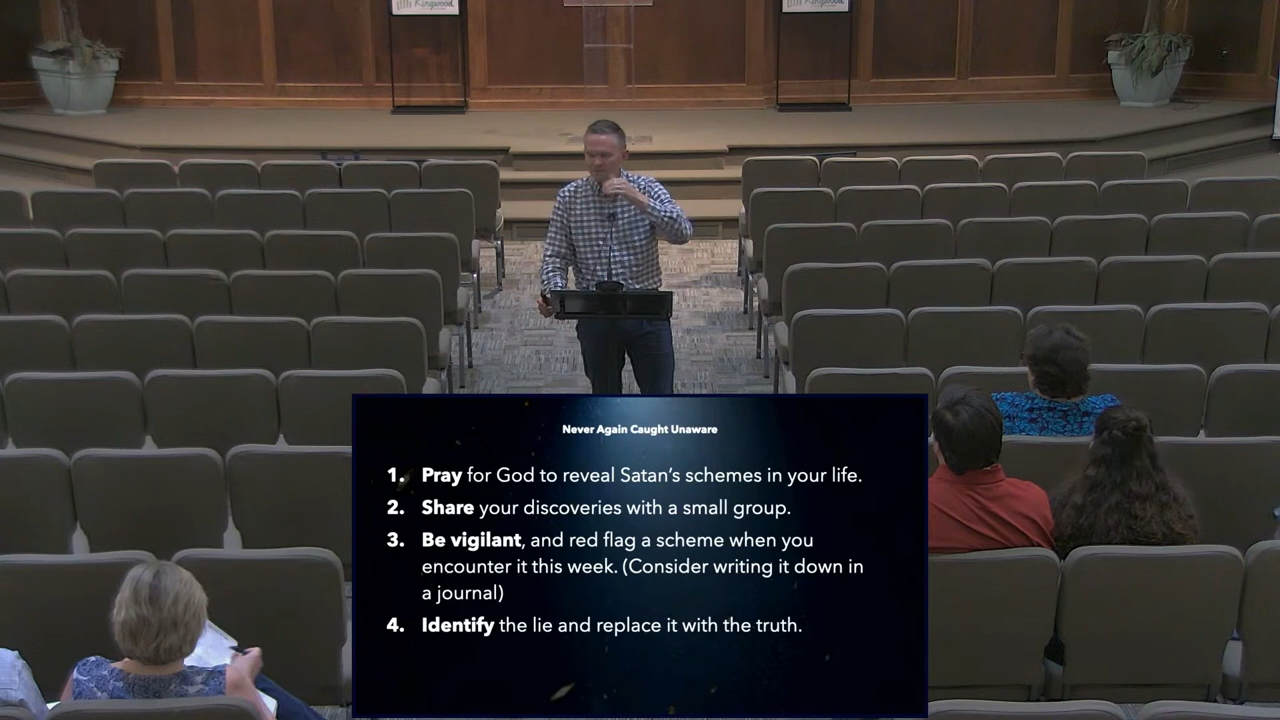 Kingwood
Kingwood
Never Again Caught Unaware
1. Pray for God to reveal Satan's schemes in your life.
2. Share your discoveries with a small group.
3. Be vigilant, and red flag a scheme when you
encounter it this week. (Consider writing it down in
a journal)
4. Identify the lie and replace it with the truth.